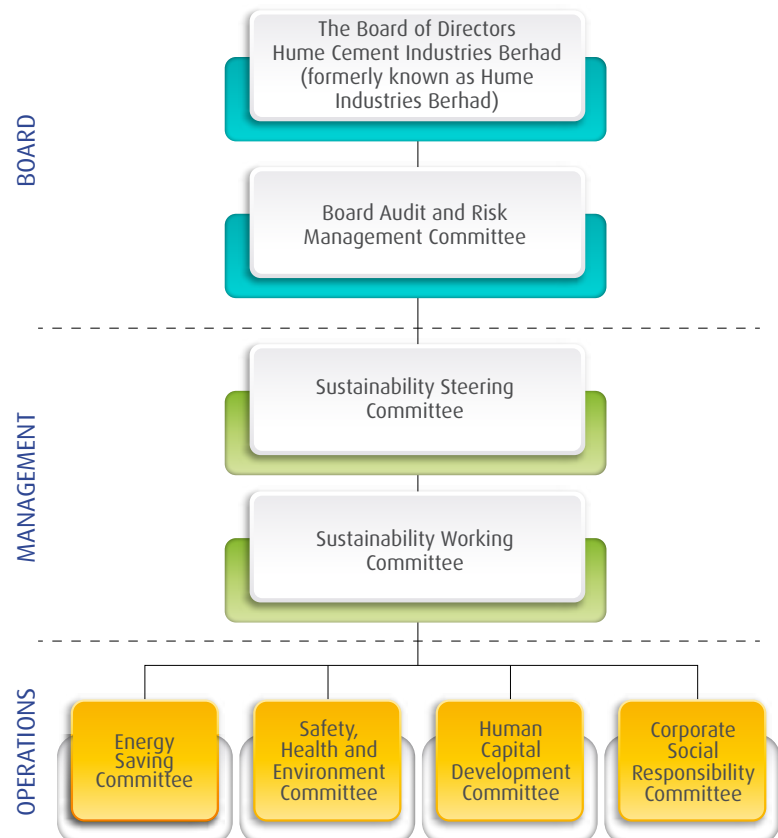 BOARD
The Board of Directors
Hume Cement Industries Berhad
(formerly known as Hume
Industries Berhad)
Board Audit and Risk
Management Committee
MANAGEMENT
Sustainability Steering
Committee
Sustainability Working
Committee
OPERATIONS
Energy
Saving
Committee
Safety,
Health and
Environment
Committee
Human
Capital
Development
Committee
Corporate
Social
Responsibility
Committee